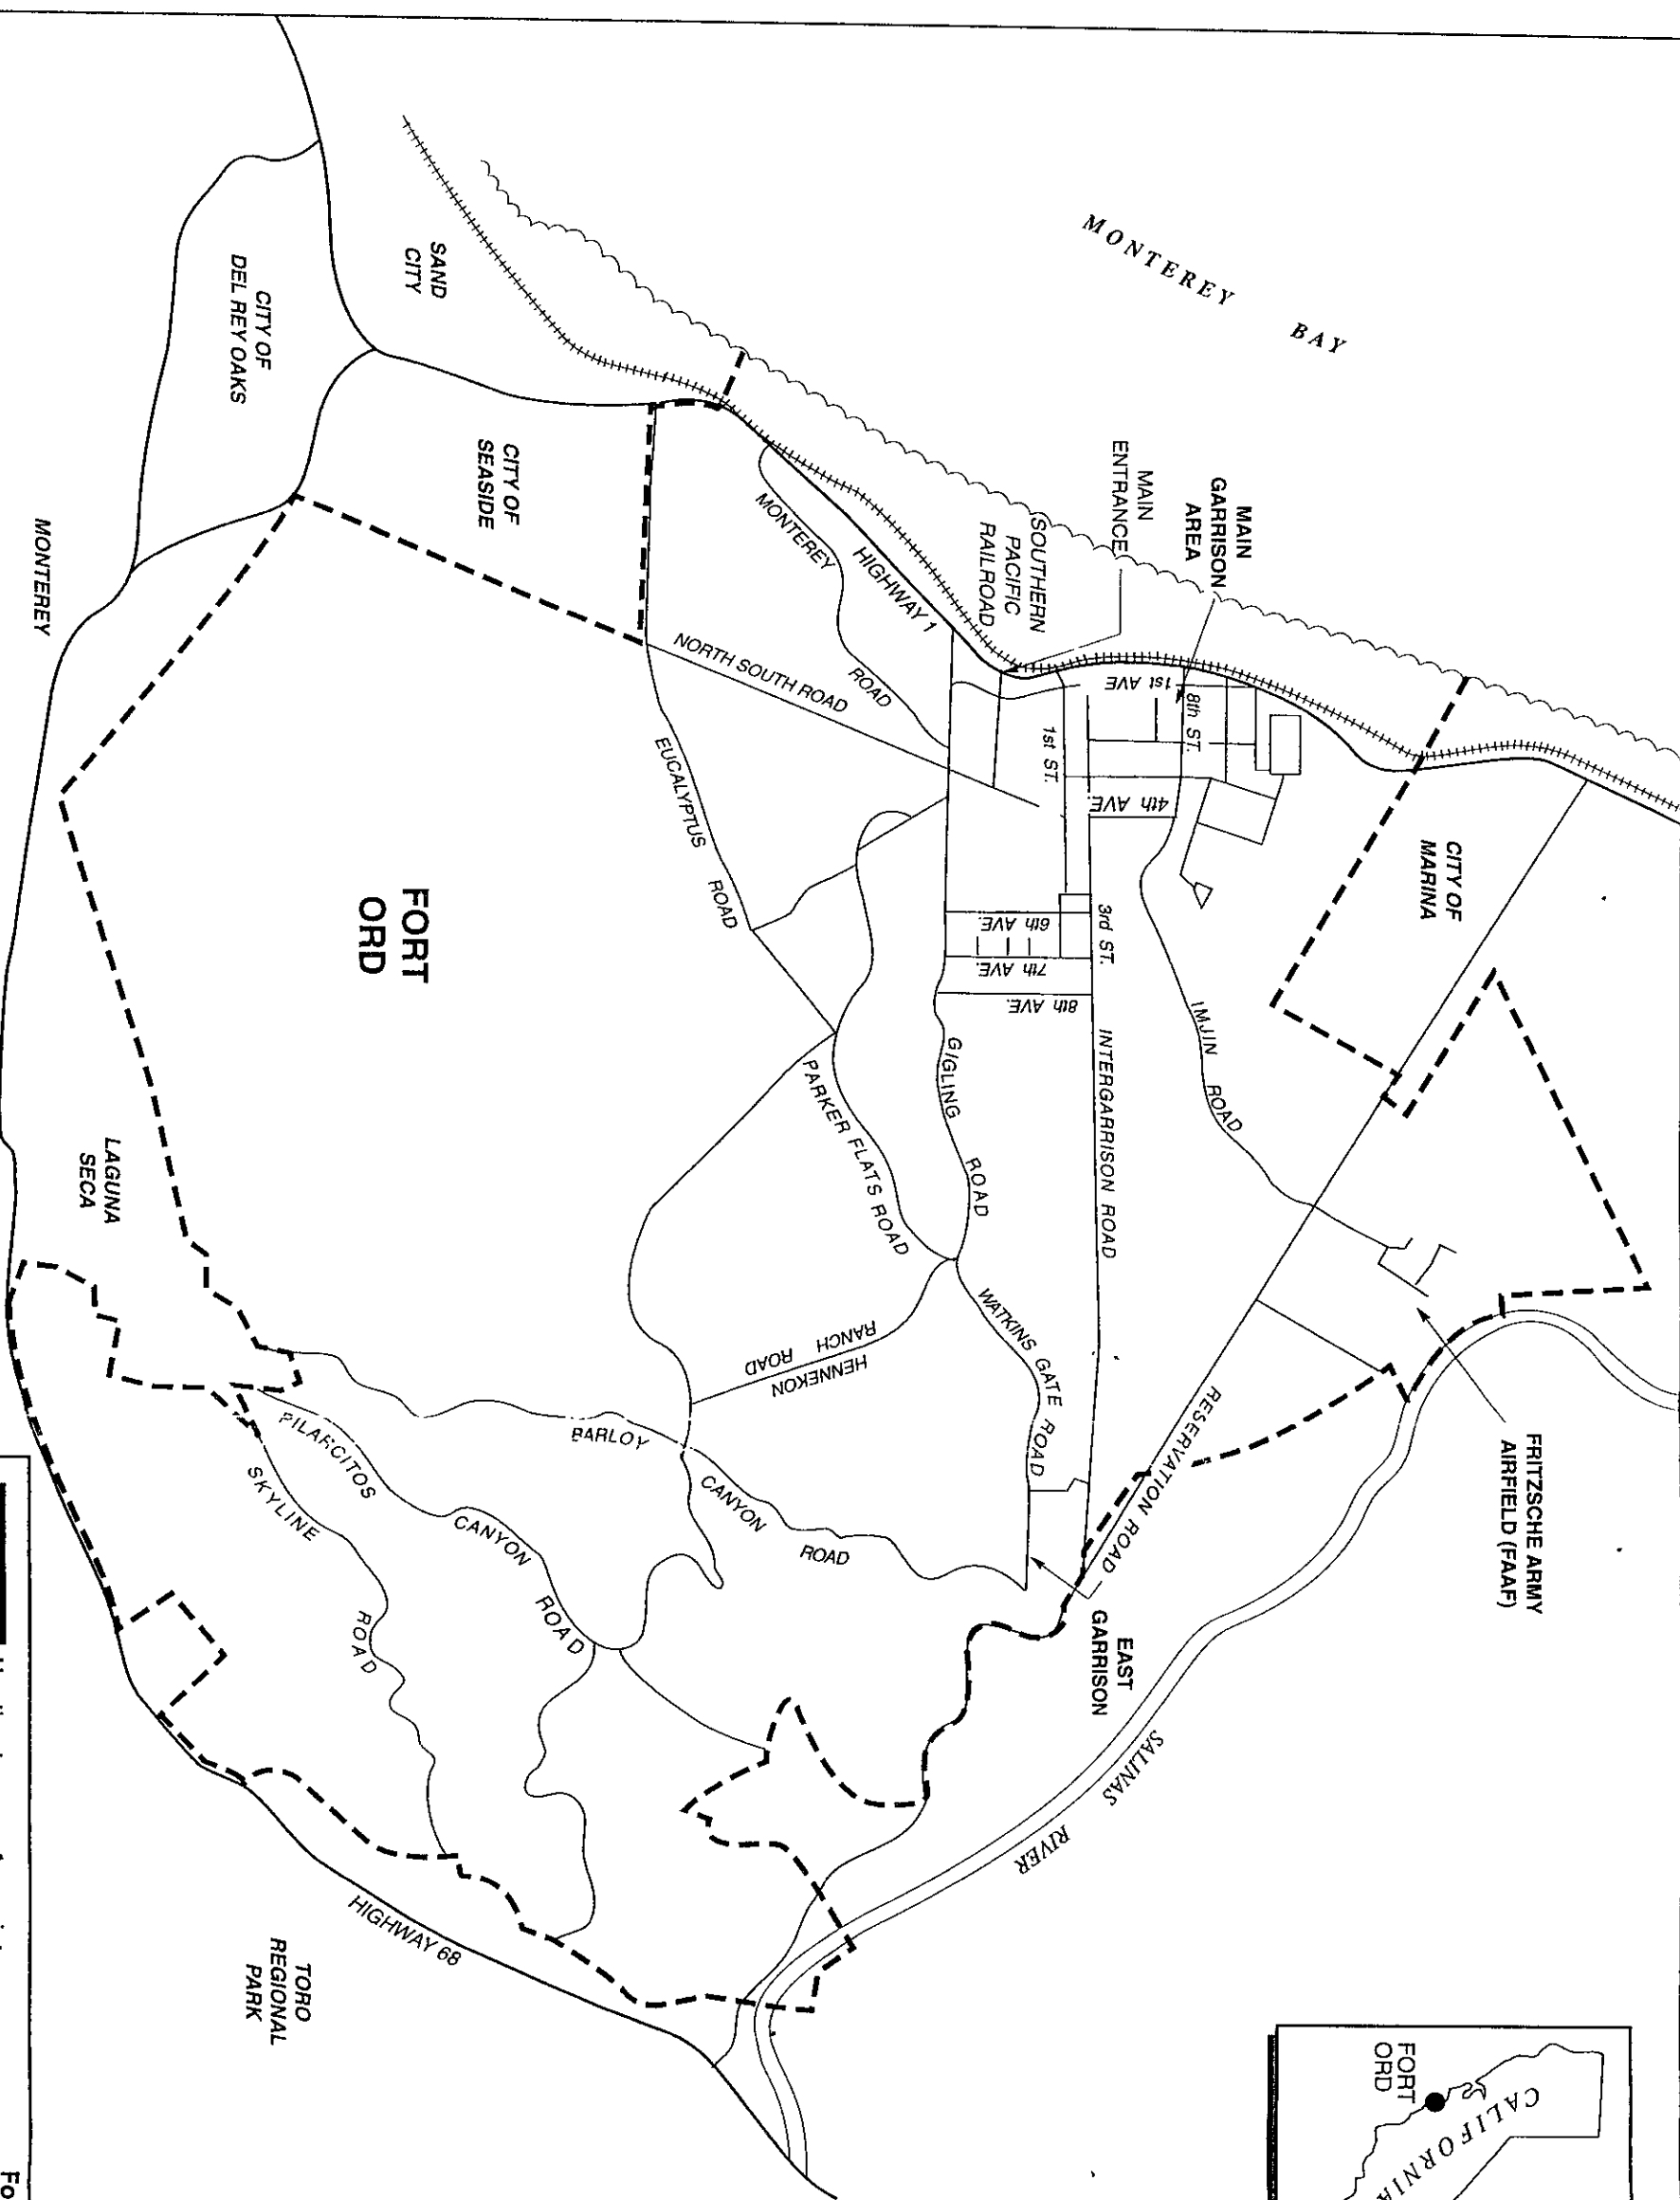 MONTEREY
BAY
SAND
CITY
CITY OF
DEL REY OAKS
CITY OF
SEASIDE
MONTEREY
MAIN
GARRISON
AREA
MAIN
ENTRANCE
SOUTHERN
PACIFIC
RAILROAD
HIGHWAY 1
MONTEREY
ROAD
NORTH SOUTH ROAD
EUCALYPTUS
ROAD
1st AVE
8th ST.
1st ST.
4th AVE.
3rd ST.
6th AVE.
7th AVE.
8th AVE.
CITY OF
MARINA
IMJIN
ROAD
INTERGARRISON ROAD
GIGLING
ROAD
PARKER FLATS ROAD
WATKINS GATE ROAD
HENNEKON
RANCH ROAD
RESERVATION ROAD
FRITZSCHE ARMY
AIRFIELD (FAAF)
EAST
GARRISON
SALINAS
RIVER
FORT
ORD
BARLOY
CANYON
ROAD
PILARCITOS
CANYON
ROAD
SKYLINE
ROAD
LAGUNA
SECA
HIGHWAY 68
TORO
REGIONAL
PARK
FORT
ORD
CALIFORNIA
Fo